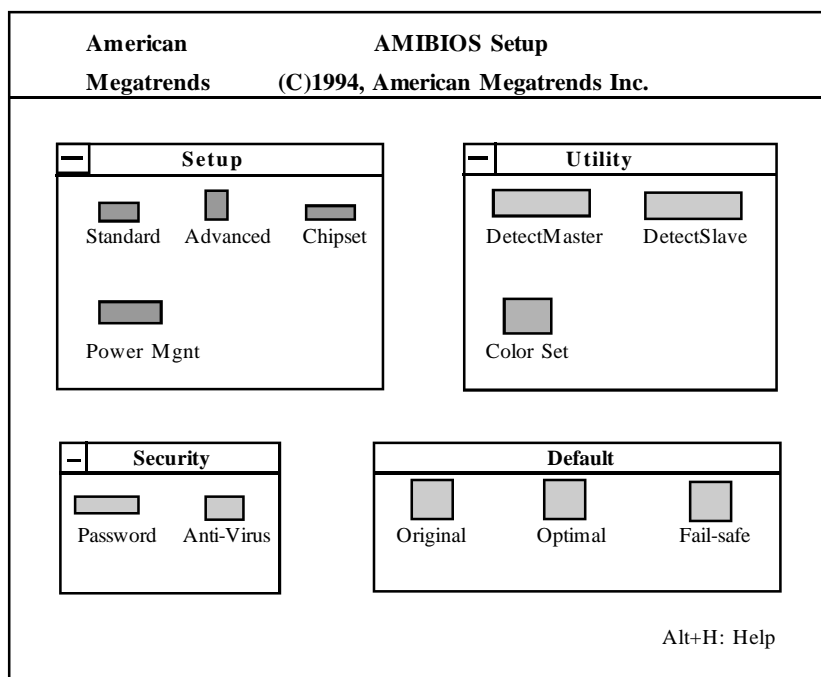 American AMIBIOS Setup
Megatrends (C)1994, American Megatrends Inc.
Setup
Standard Advanced Chipset
Power Mgnt
Utility
DetectMaster DetectSlave
Color Set
Security
Password Anti-Virus
Default
Original Optimal Fail-safe
Alt+H: Help